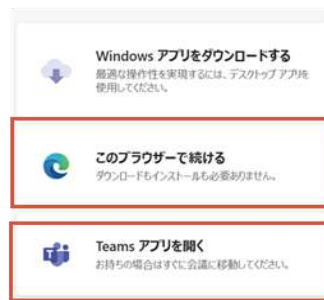 Windows アプリをダウンロードする
最適な操作性を実現するには、デスクトップ アプリを
使用してください。
このブラウザーで続ける
ダウンロードもインストールも必要ありません。
Teams アプリを開く
お持ちの場合はすぐに会議に移動してください。